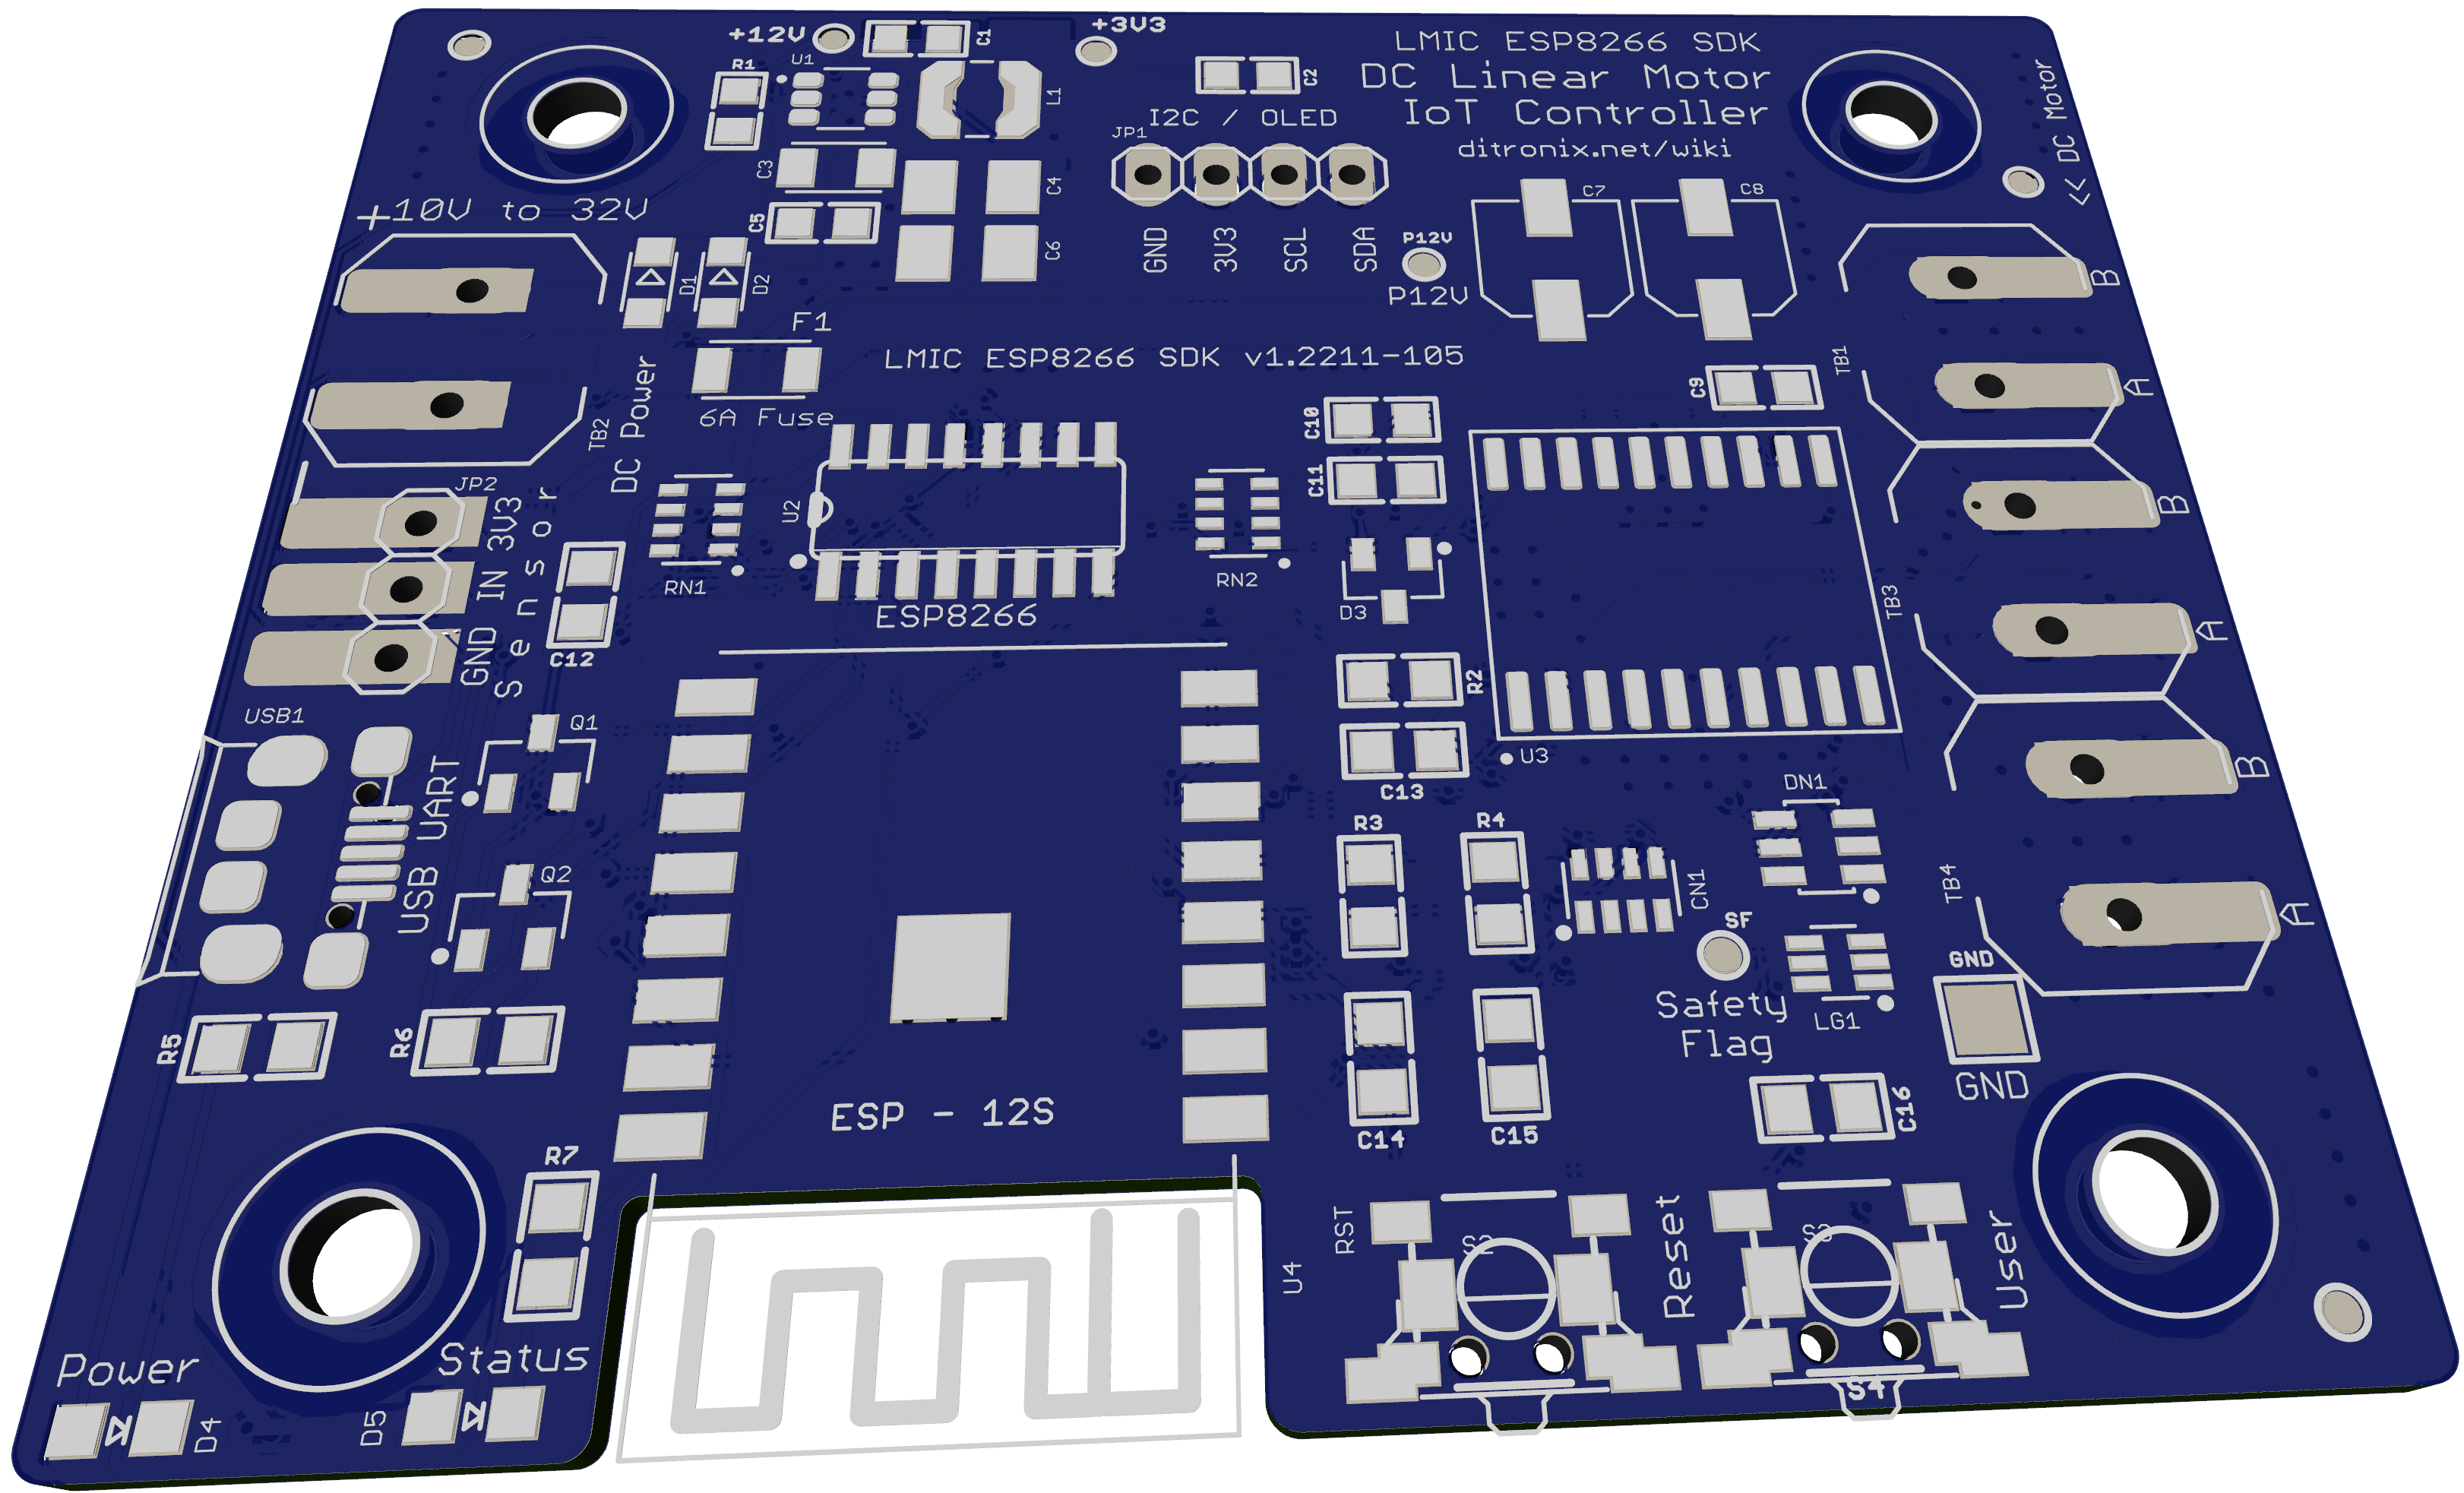 +12V
C1
+3V3
LMIC ESP8266 SDK
DC Linear Motor
IoT Controller
ditronix.net/wiki
<< DC Motor
R1
U1
L1
C2
I2C / OLED
JP1
C3
C4
C5
C6
C7
C8
GND
3V3
SCL
SDA
P12V
P12V
+10V to 32V
D1
D2
F1
6A Fuse
DC Power
TB2
LMIC ESP8266 SDK v1.2211-105
B
A
TB1
C9
C10
C11
JP2
GND IN 3V3
Sensor
RN1
U2
ESP8266
RN2
D3
C12
B
A
TB3
R2
C13
U3
USB1
USB UART
Q1
Q2
B
A
TB4
DN1
R3
R4
CN1
SF
Safety
Flag
LG1
GND
GND
R5
R6
ESP - 12S
C14
C15
C16
R7
RST
S2
Reset
S3
User
U4
S4
Power
Status
D4
D5